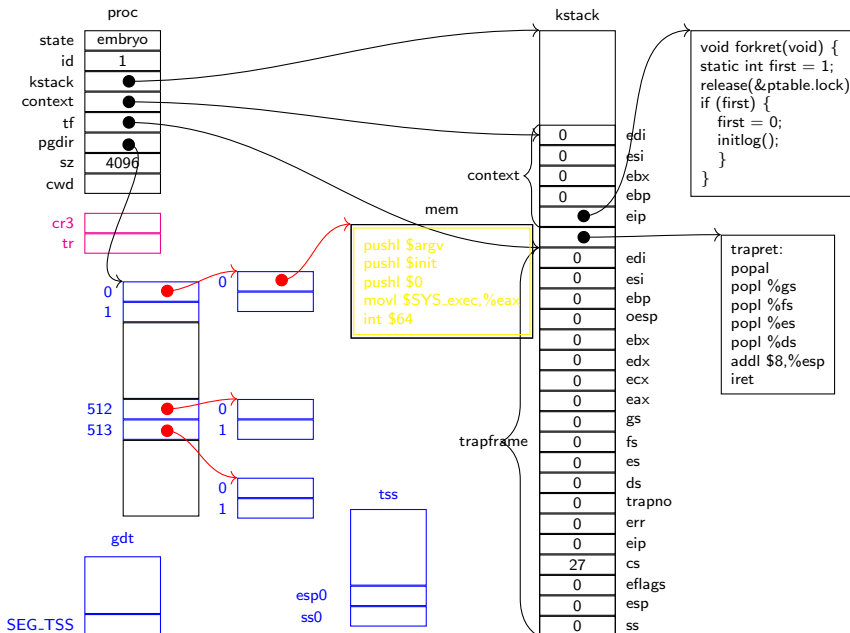 proc
state embryo
id 1
kstack
context
tf
pgdir
sz 4096
cwd
cr3
tr
0
1
512
513
0
0
1
0
1
gdt
SEG_TSS
mem
pushl $argv
pushl $init
pushl $0
movl $SYS_exec,%eax
int $64
tss
esp0
ss0
kstack
context
0 edi
0 esi
0 ebx
0 ebp
eip
trapframe
0 edi
0 esi
0 ebp
0 oesp
0 ebx
0 edx
0 ecx
0 eax
0 gs
0 fs
0 es
0 ds
0 trapno
0 err
0 eip
27 cs
0 eflags
0 esp
0 ss
void forkret(void) {
static int first = 1;
release(&ptable.lock)
if (first) {
first = 0;
initlog();
}
}
trapret:
popal
popl %gs
popl %fs
popl %es
popl %ds
addl $8,%esp
iret